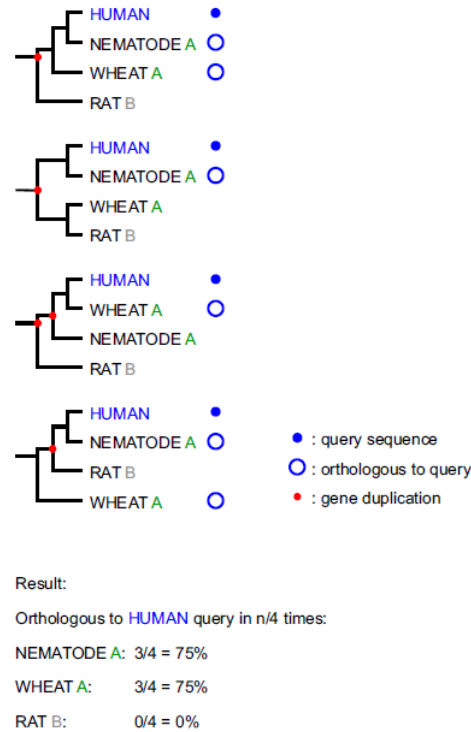 HUMAN
NEMATODE A
WHEAT A
RAT B
HUMAN
NEMATODE A
WHEAT A
RAT B
HUMAN
WHEAT A
NEMATODE A
RAT B
HUMAN
NEMATODE A
RAT B
WHEAT A
: query sequence
: orthologous to query
: gene duplication
Result:
Orthologous to HUMAN query in n/4 times:
NEMATODE A: 3/4 = 75%
WHEAT A: 3/4 = 75%
RAT B: 0/4 = 0%